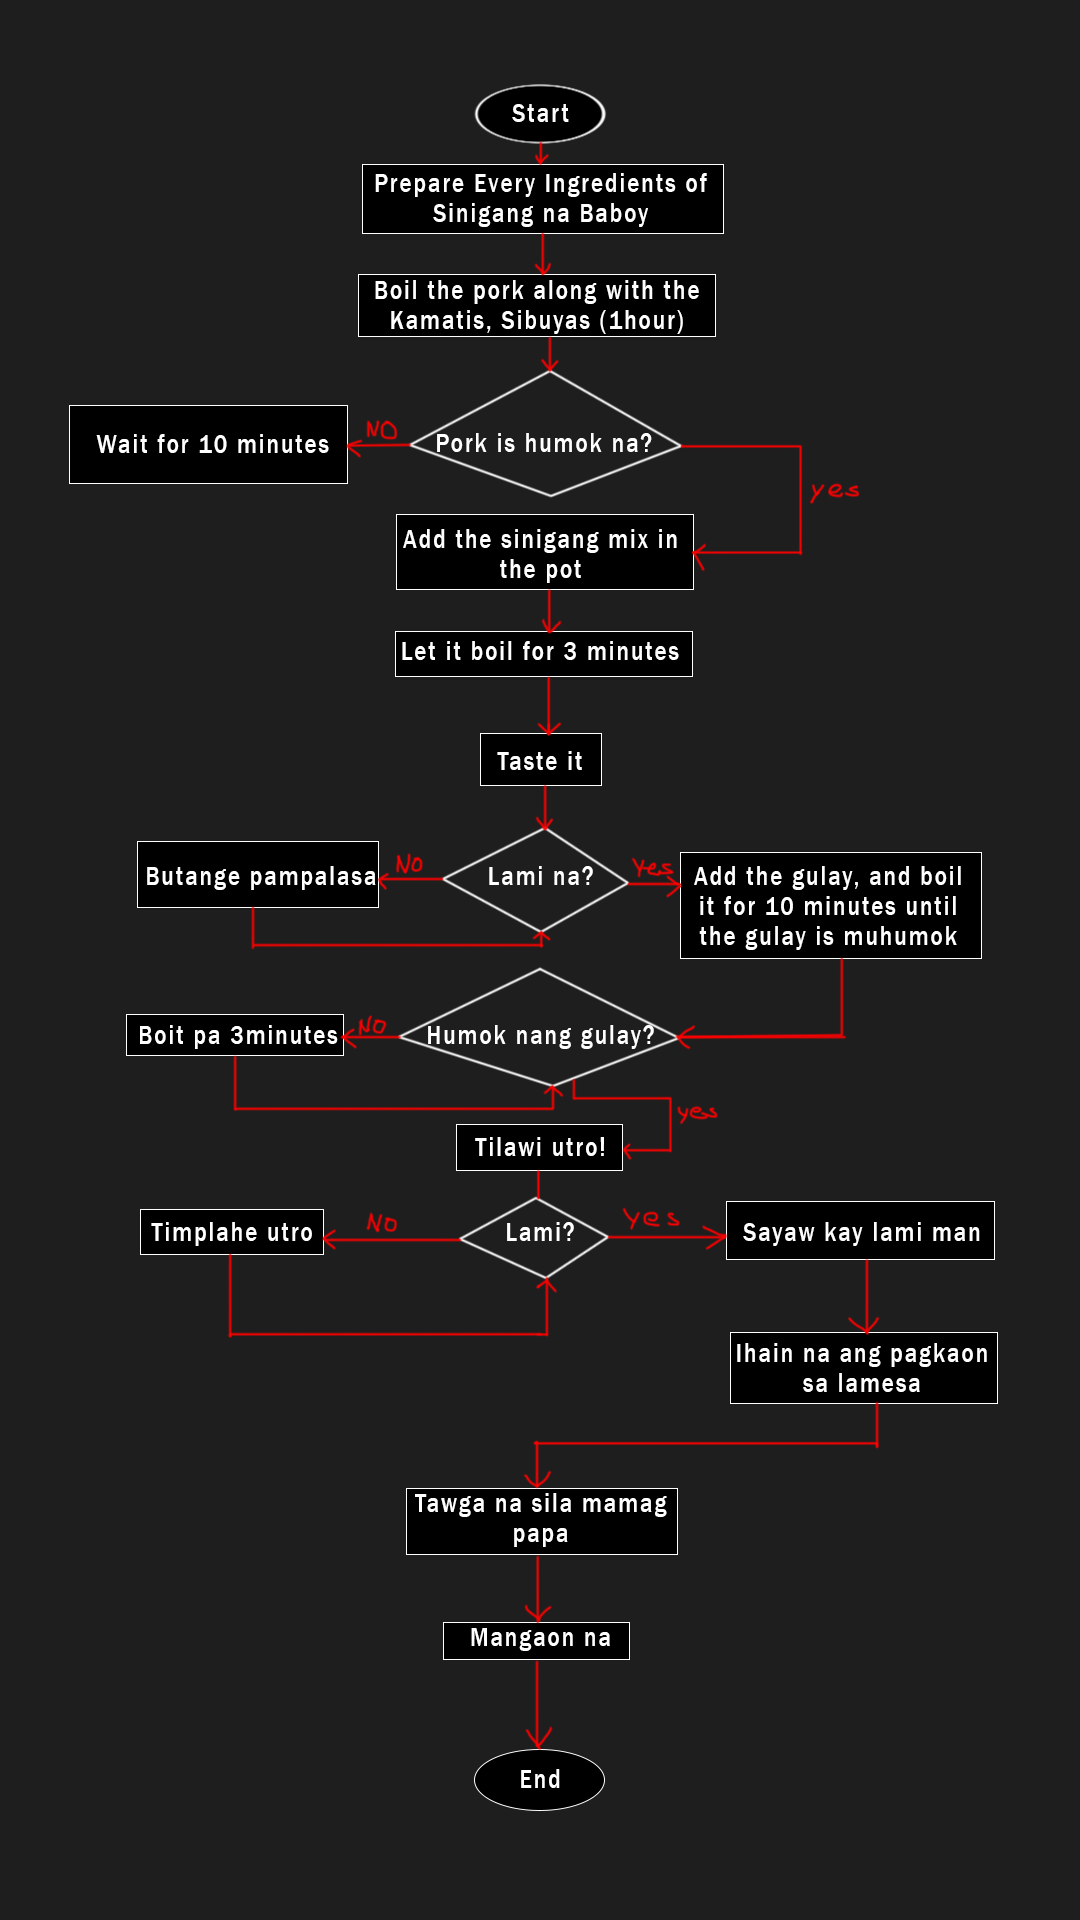 Start
Prepare Every Ingredients of
Sinigang na Baboy
Boil the pork along with the
Kamatis, Sibuyas (1hour)
Pork is humok na?
NO
Wait for 10 minutes
yes
Add the sinigang mix in
the pot
Let it boil for 3 minutes
Taste it
Lami na?
NO
Butange pampalasa
Yes
Add the gulay, and boil
it for 10 minutes until
the gulay is muhumok
Humok nang gulay?
NO
Boit pa 3minutes
yes
Tilawi utro!
Lami?
NO
Timplahe utro
Yes
Sayaw kay lami man
Ihain na ang pagkaon
sa lamesa
Tawga na sila mamag
papa
Mangaon na
End